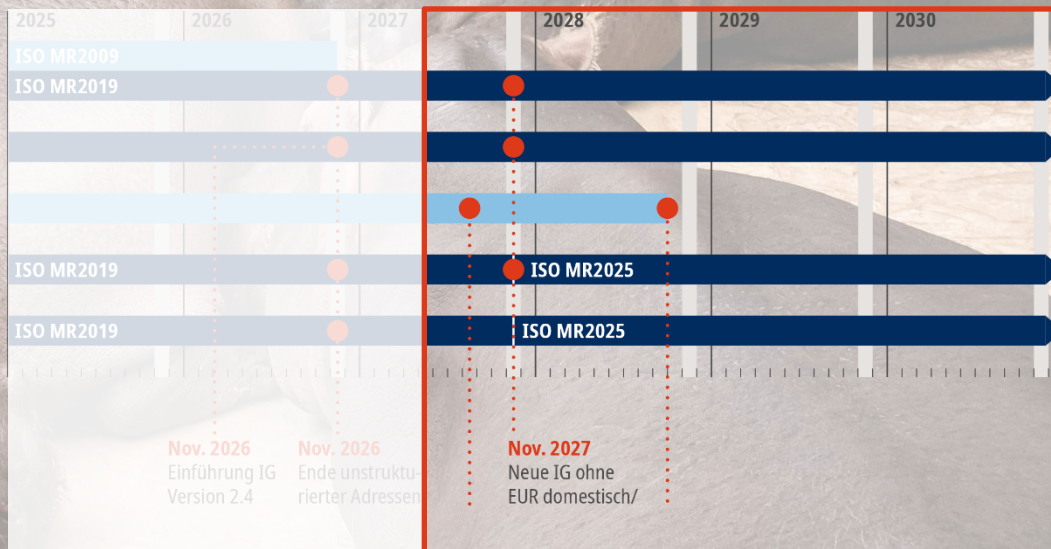 2025 2026 2027 2028 2029 2030
ISO MR2009
ISO MR2019
ISO MR2019 ISO MR2025
ISO MR2019 ISO MR2025
Nov. 2026 Nov. 2026 Nov. 2027
Einführung IG Ende unstruktu- Neue IG ohne
Version 2.4 rierter Adressen EUR domestisch/